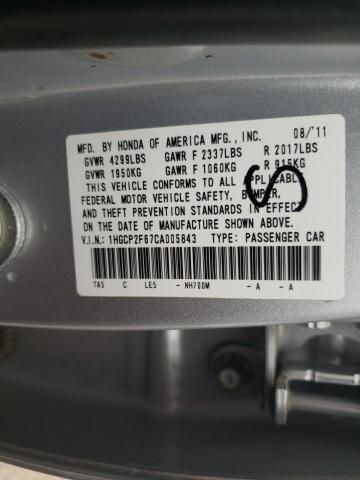 MFD. BY HONDA OF AMERICA MFG., INC. 08/'11
GVWR 4299LBS GAWR F 2337LBS R 2017LBS
GVWR 1950KG GAWR F 1060KG R 915KG
THIS VEHICLE CONFORMS TO ALL APPLICABLE
FEDERAL MOTOR VEHICLE SAFETY, BUMPER,
AND THEFT PREVENTION STANDARDS IN EFFECT
ON THE DATE OF MANUFACTURE SHOWN ABOVE.
V.I.N.: 1HGCP2F67CA005843 TYPE: PASSENGER CAR
TA5 C LE5 - NH700M - A - A